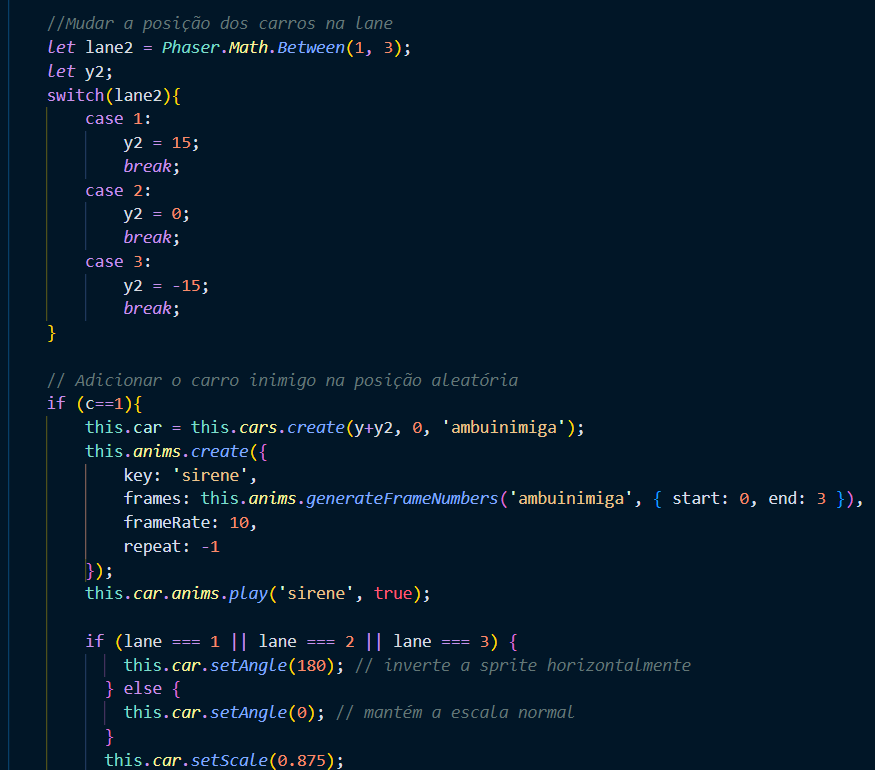 //Mudar a posição dos carros na lane
let lane2 = Phaser.Math.Between(1, 3);
let y2;
switch(lane2){
case 1:
y2 = 15;
break;
case 2:
y2 = 0;
break;
case 3:
y2 = -15;
break;
}
// Adicionar o carro inimigo na posição aleatória
if (c==1){
this.car = this.cars.create(y+y2, 0, 'ambuinimiga');
this.anims.create({
key: 'sirene',
frames: this.anims.generateFrameNumbers('ambuinimiga', { start: 0, end: 3 }),
frameRate: 10,
repeat: -1
});
this.car.anims.play('sirene', true);
if (lane === 1 || lane === 2 || lane === 3) {
this.car.setAngle(180); // inverte a sprite horizontalmente
} else {
this.car.setAngle(0); // mantém a escala normal
}
this.car.setScale(0.875);